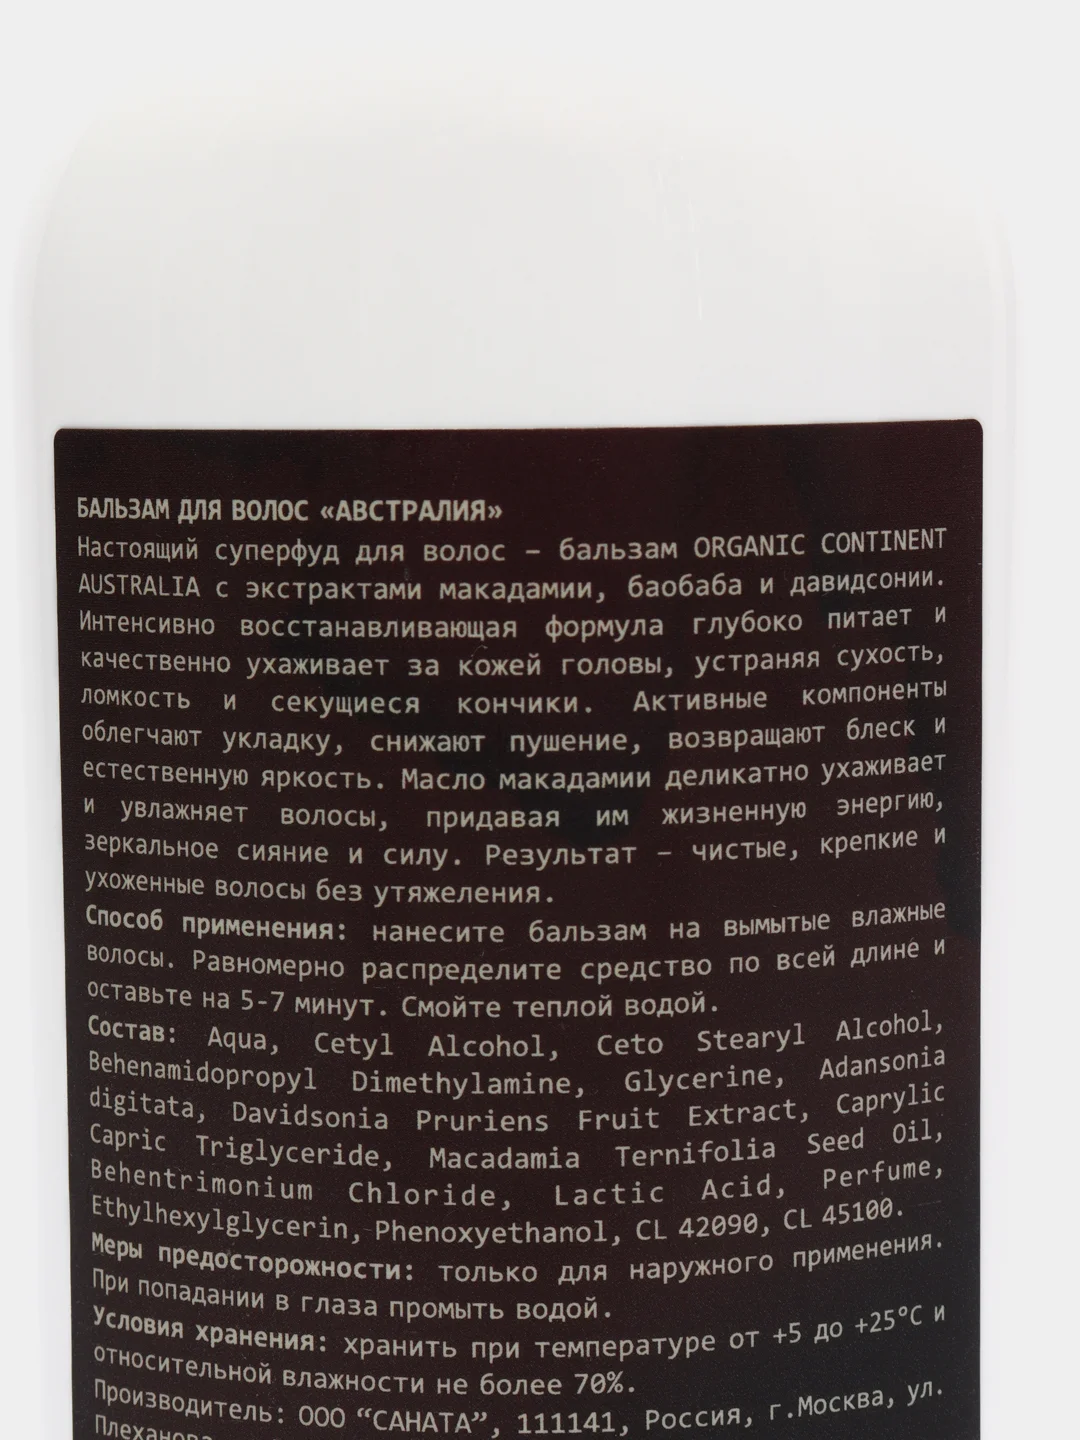 БАЛЬЗАМ ДЛЯ ВОЛОС «АВСТРАЛИЯ»
Настоящий суперфуд для волос – бальзам ORGANIC CONTINENT
AUSTRALIA с экстрактами макадамии, баобаба и давидсонии.
Интенсивно восстанавливающая формула глубоко питает и
качественно ухаживает за кожей головы, устраняя сухость,
ломкость и секущиеся кончики. Активные компоненты
облегчают укладку, снижают пушение, возвращают блеск и
естественную яркость. Масло макадамии деликатно ухаживает
и увлажняет волосы, придавая им жизненную энергию,
зеркальное сияние и силу. Результат – чистые, крепкие и
ухоженные волосы без утяжеления.
Способ применения: нанесите бальзам на вымытые влажные
волосы. Равномерно распределите средство по всей длине и
оставьте на 5-7 минут. Смойте теплой водой.
Состав: Aqua, Cetyl Alcohol, Ceto Stearyl Alcohol,
Behenamidopropyl Dimethylamine, Glycerine, Adansonia
digitata, Davidsonia Pruriens Fruit Extract, Caprylic
Capric Triglyceride, Macadamia Ternifolia Seed Oil,
Behentrimonium Chloride, Lactic Acid, Perfume,
Ethylhexylglycerin, Phenoxyethanol, CL 42090, CL 45100.
Меры предосторожности: только для наружного применения.
При попадании в глаза промыть водой.
Условия хранения: хранить при температуре от +5 до +25°С и
относительной влажности не более 70%.
Производитель: ООО “САНАТА”, 111141, Россия, г.Москва, ул.
Плеханова